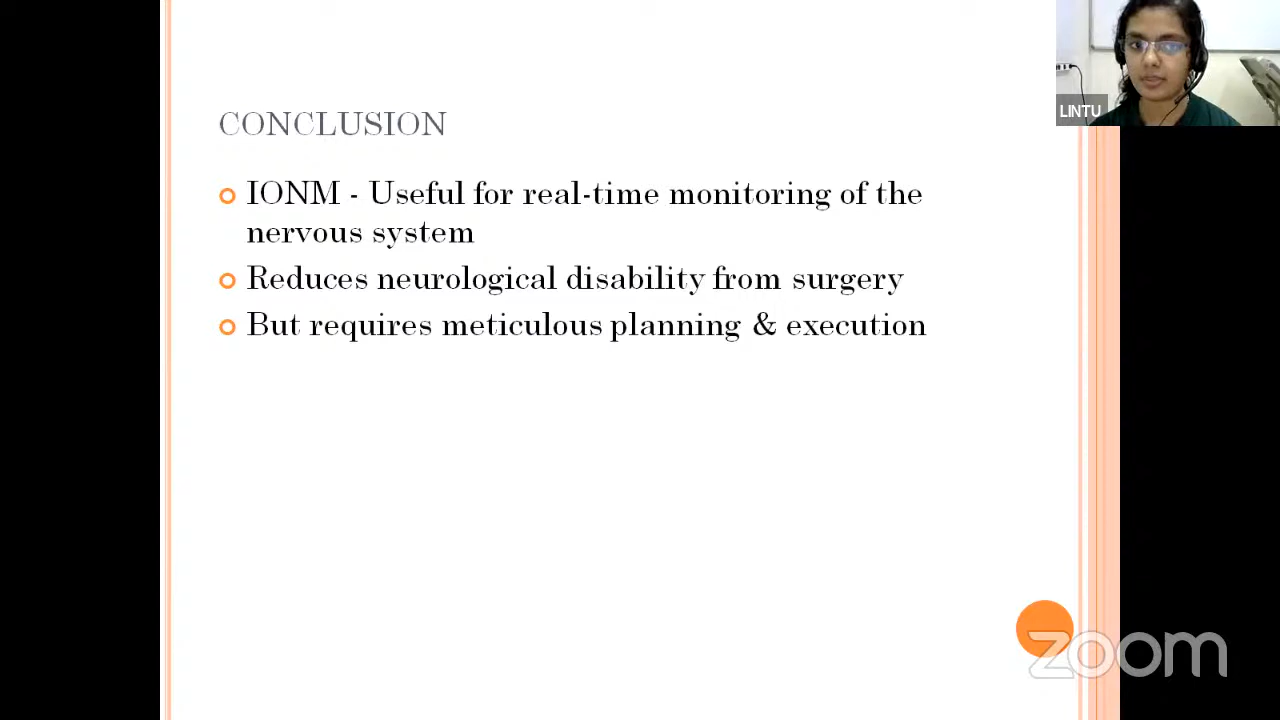 LINTU
CONCLUSION
IONM - Useful for real-time monitoring of the
nervous system
Reduces neurological disability from surgery
But requires meticulous planning & execution
zoom